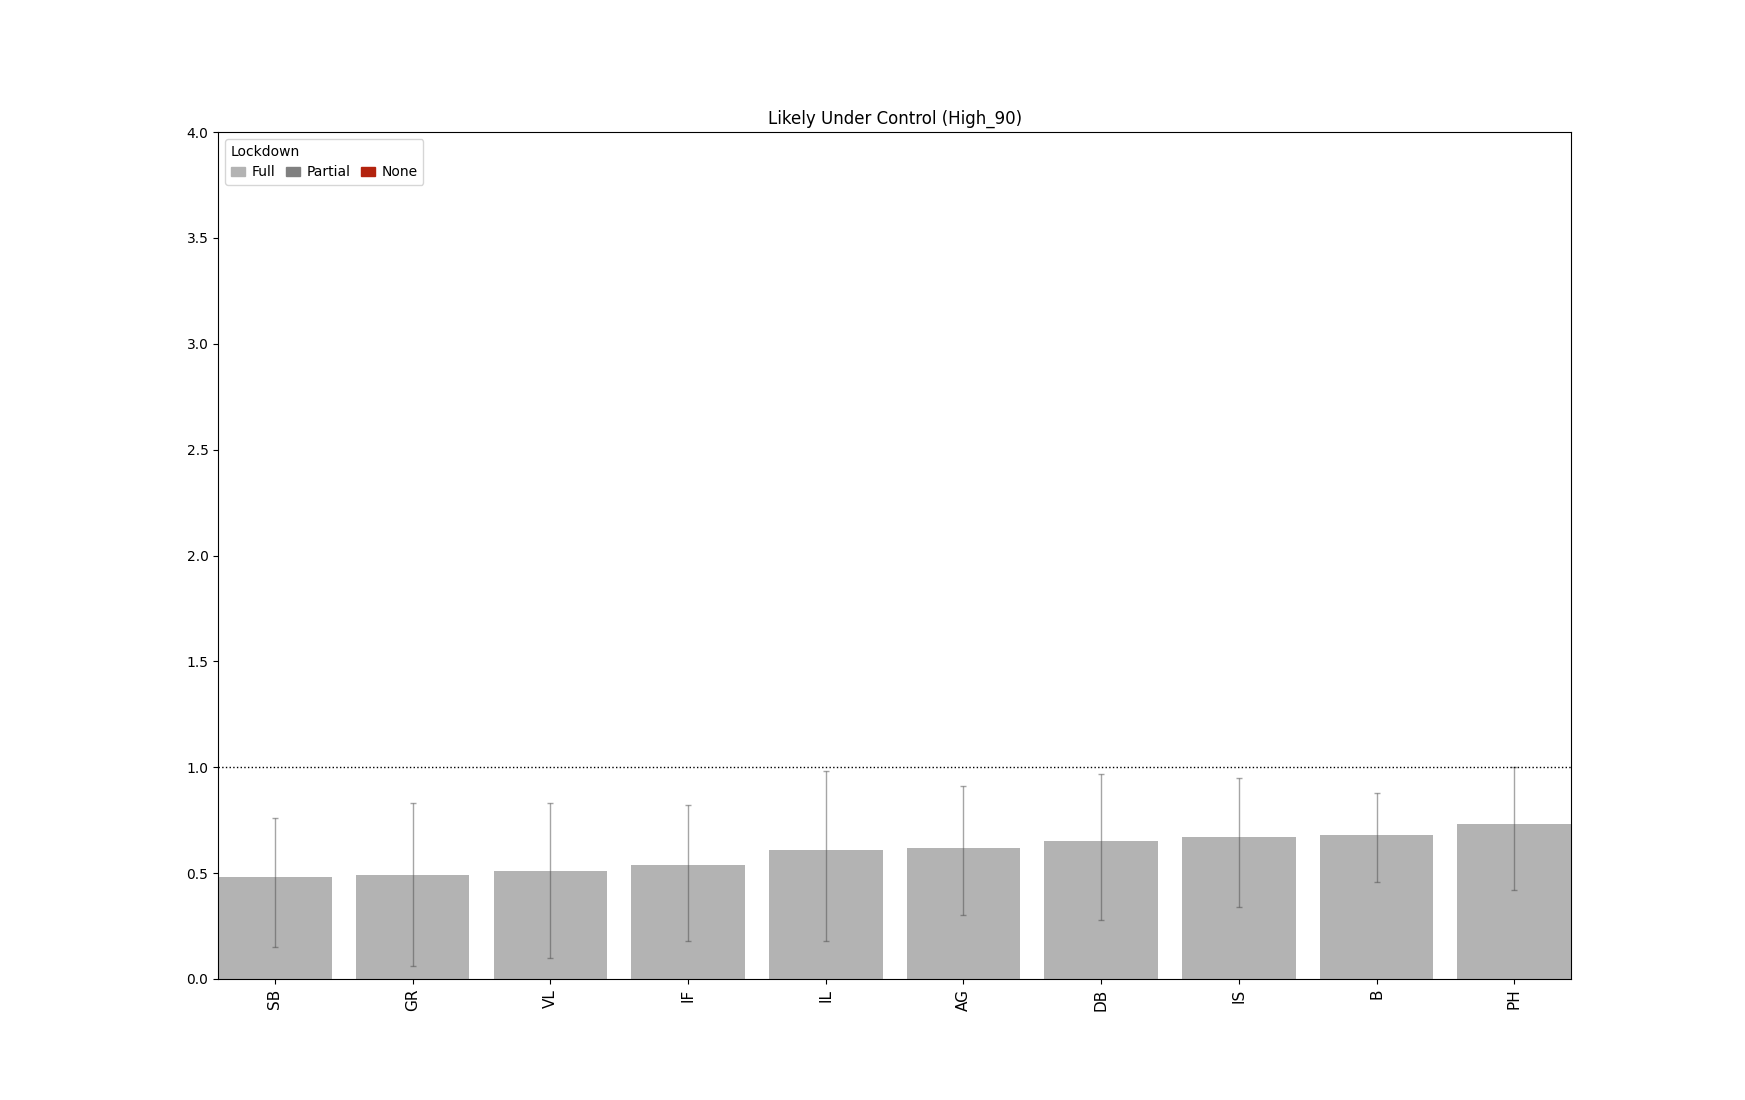 Likely Under Control (High_90)
4.0
Lockdown
Full Partial None
3.5
3.0
2.5
2.0
1.5
1.0
0.5
0.0
SB GR VL IF IL AG DB IS B PH